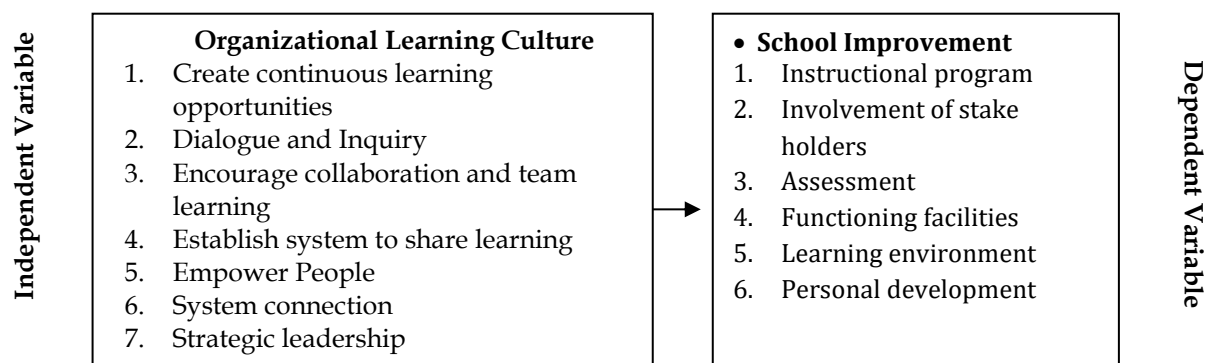 Independent Variable
Organizational Learning Culture
1. Create continuous learning
opportunities
2. Dialogue and Inquiry
3. Encourage collaboration and team
learning
4. Establish system to share learning
5. Empower People
6. System connection
7. Strategic leadership
• School Improvement
1. Instructional program
2. Involvement of stake
holders
3. Assessment
4. Functioning facilities
5. Learning environment
6. Personal development
Dependent Variable